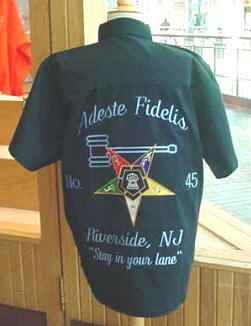 Adeste Fidelis
No. 45
Riverside, NJ
"Stay in your lane"